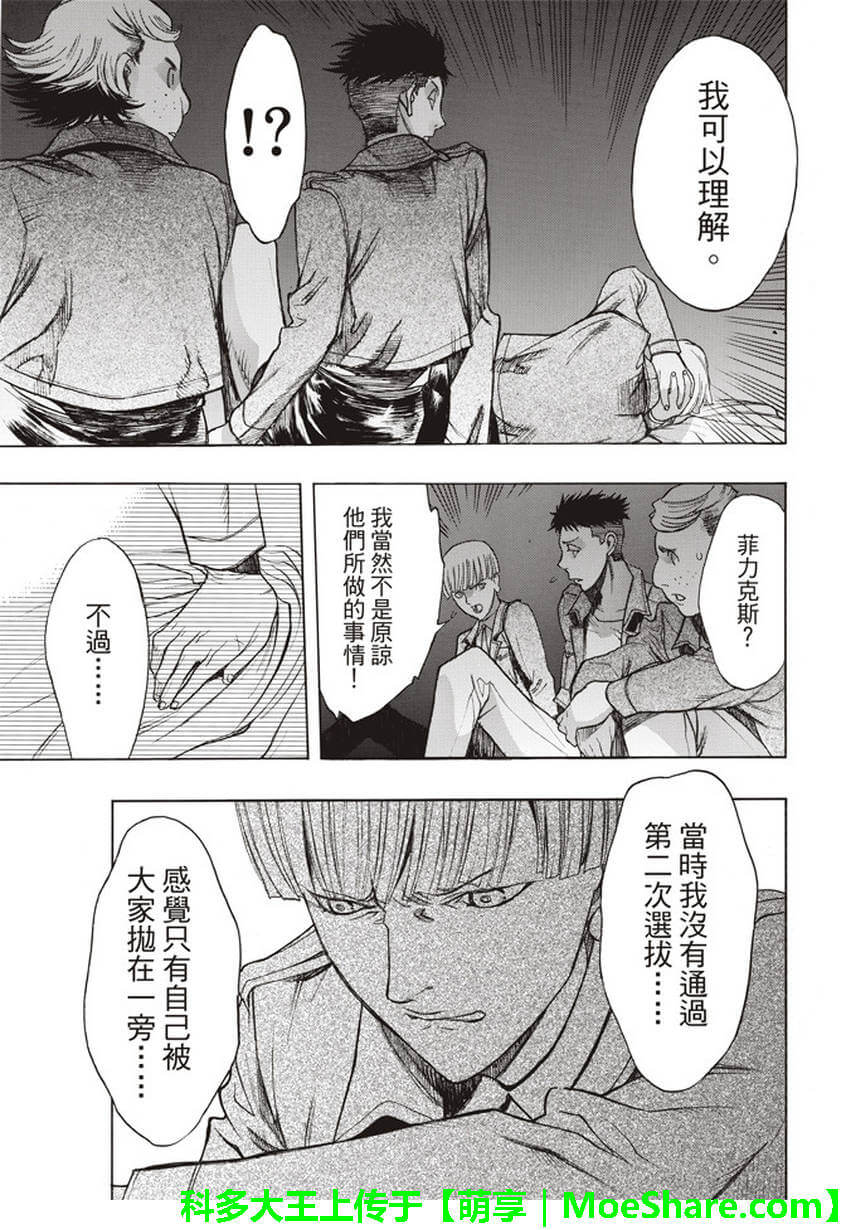 我可以理解。
!?
菲力克斯?
我當然不是原諒
他們所做的事情!
不過……
當時我沒有通過
第二次選拔……
感覺只有自己被
大家拋在一旁……
科多大王上传于【萌享|MoeShare.com】